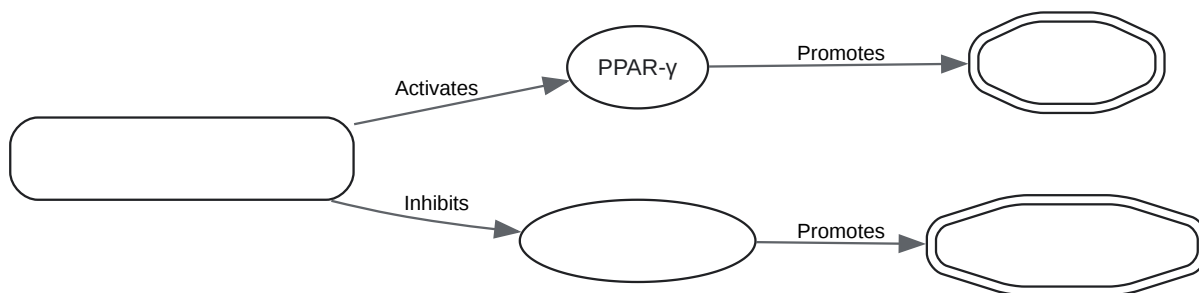 Activates
PPAR-γ
Promotes
Inhibits
Promotes